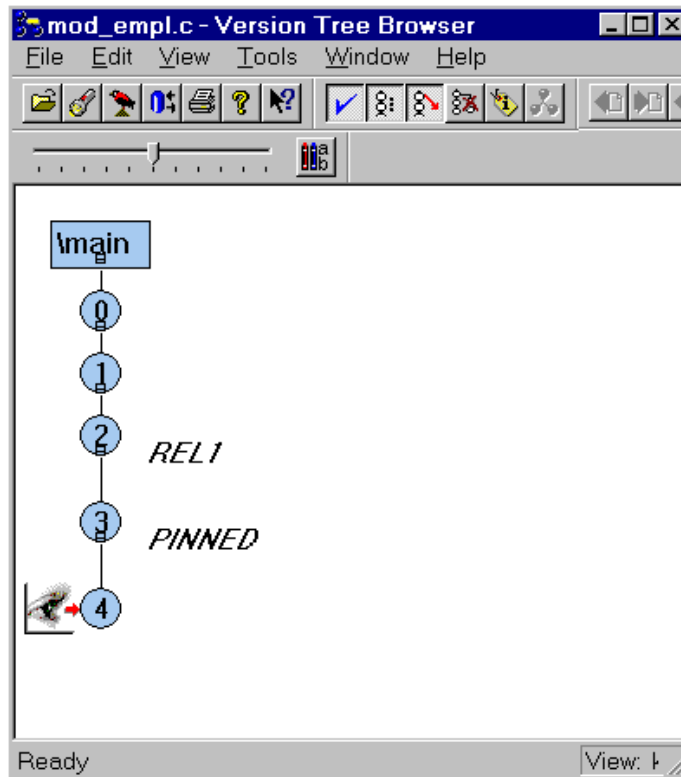 mod_empl.c - Version Tree Browser
File Edit View Tools Window Help
\main
0
1
2
REL1
3
PINNED
4
Ready
View: